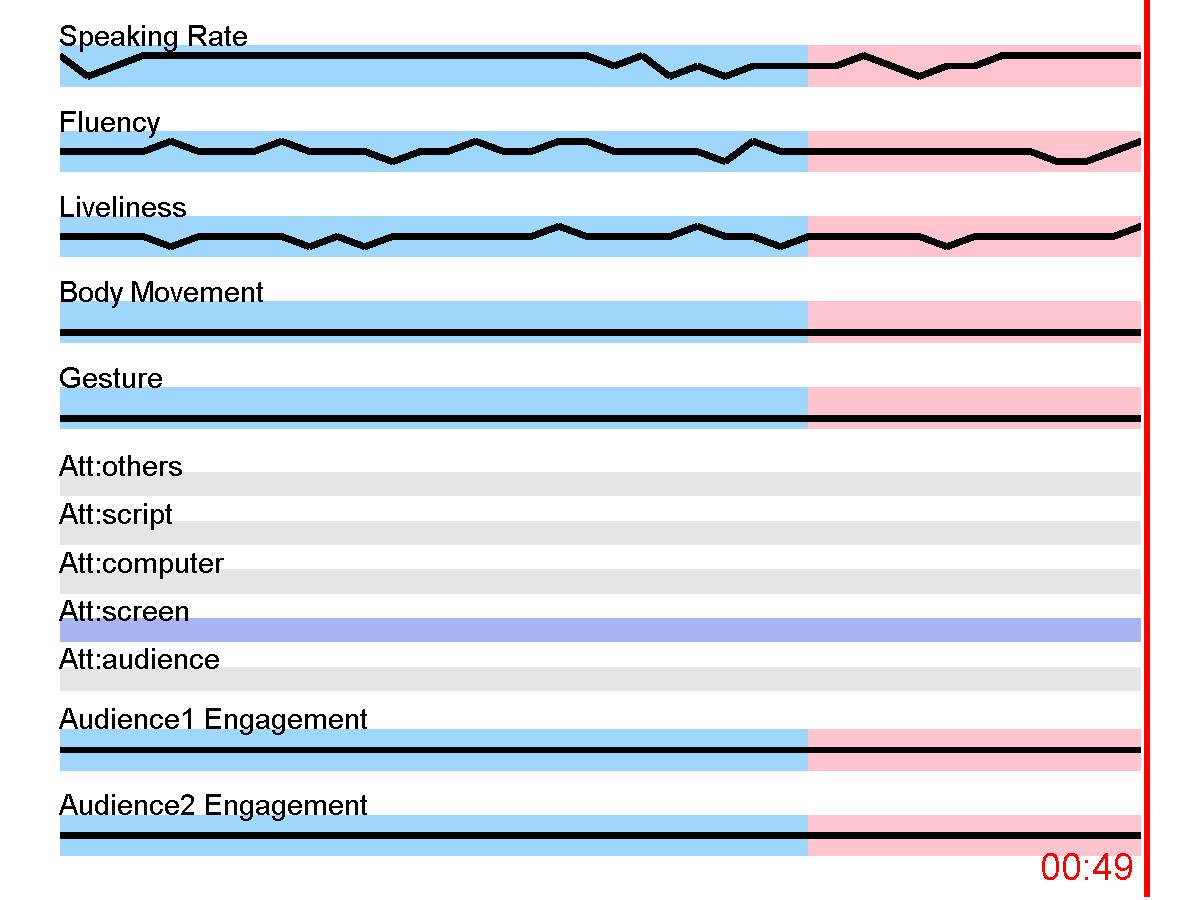 Speaking Rate
Fluency
Liveliness
Body Movement
Gesture
Att:others
Att:script
Att:computer
Att:screen
Att:audience
Audience1 Engagement
Audience2 Engagement
00:49